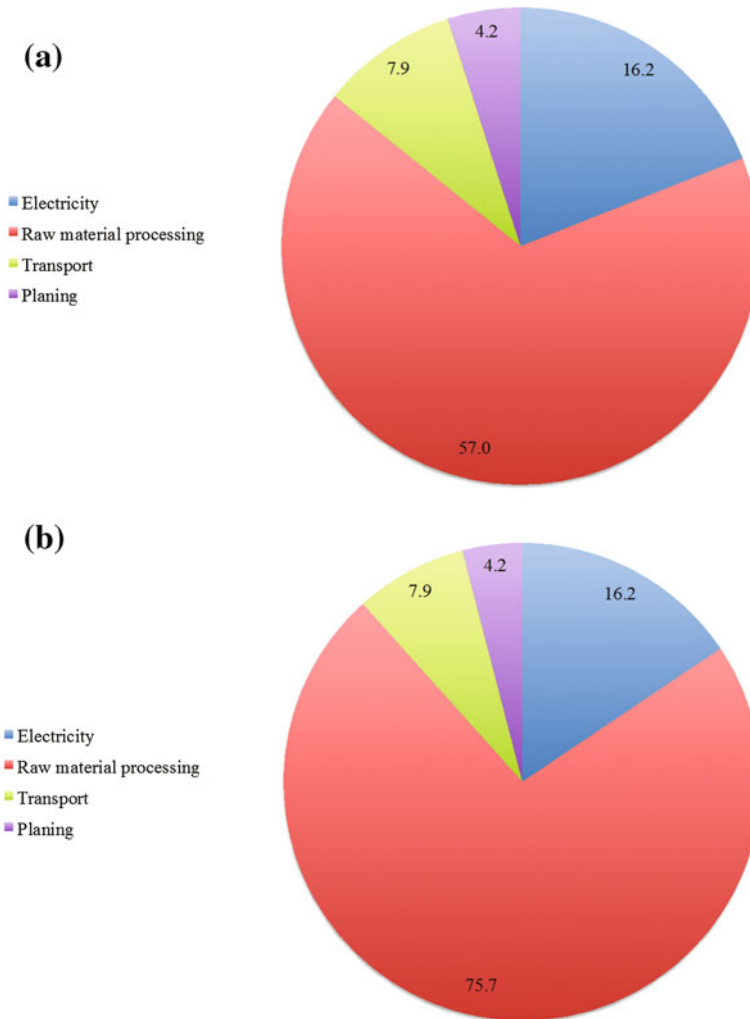 (a)
4.2
7.9
16.2
Electricity
Raw material processing
Transport
Planing
57.0
(b)
4.2
7.9
16.2
Electricity
Raw material processing
Transport
Planing
75.7